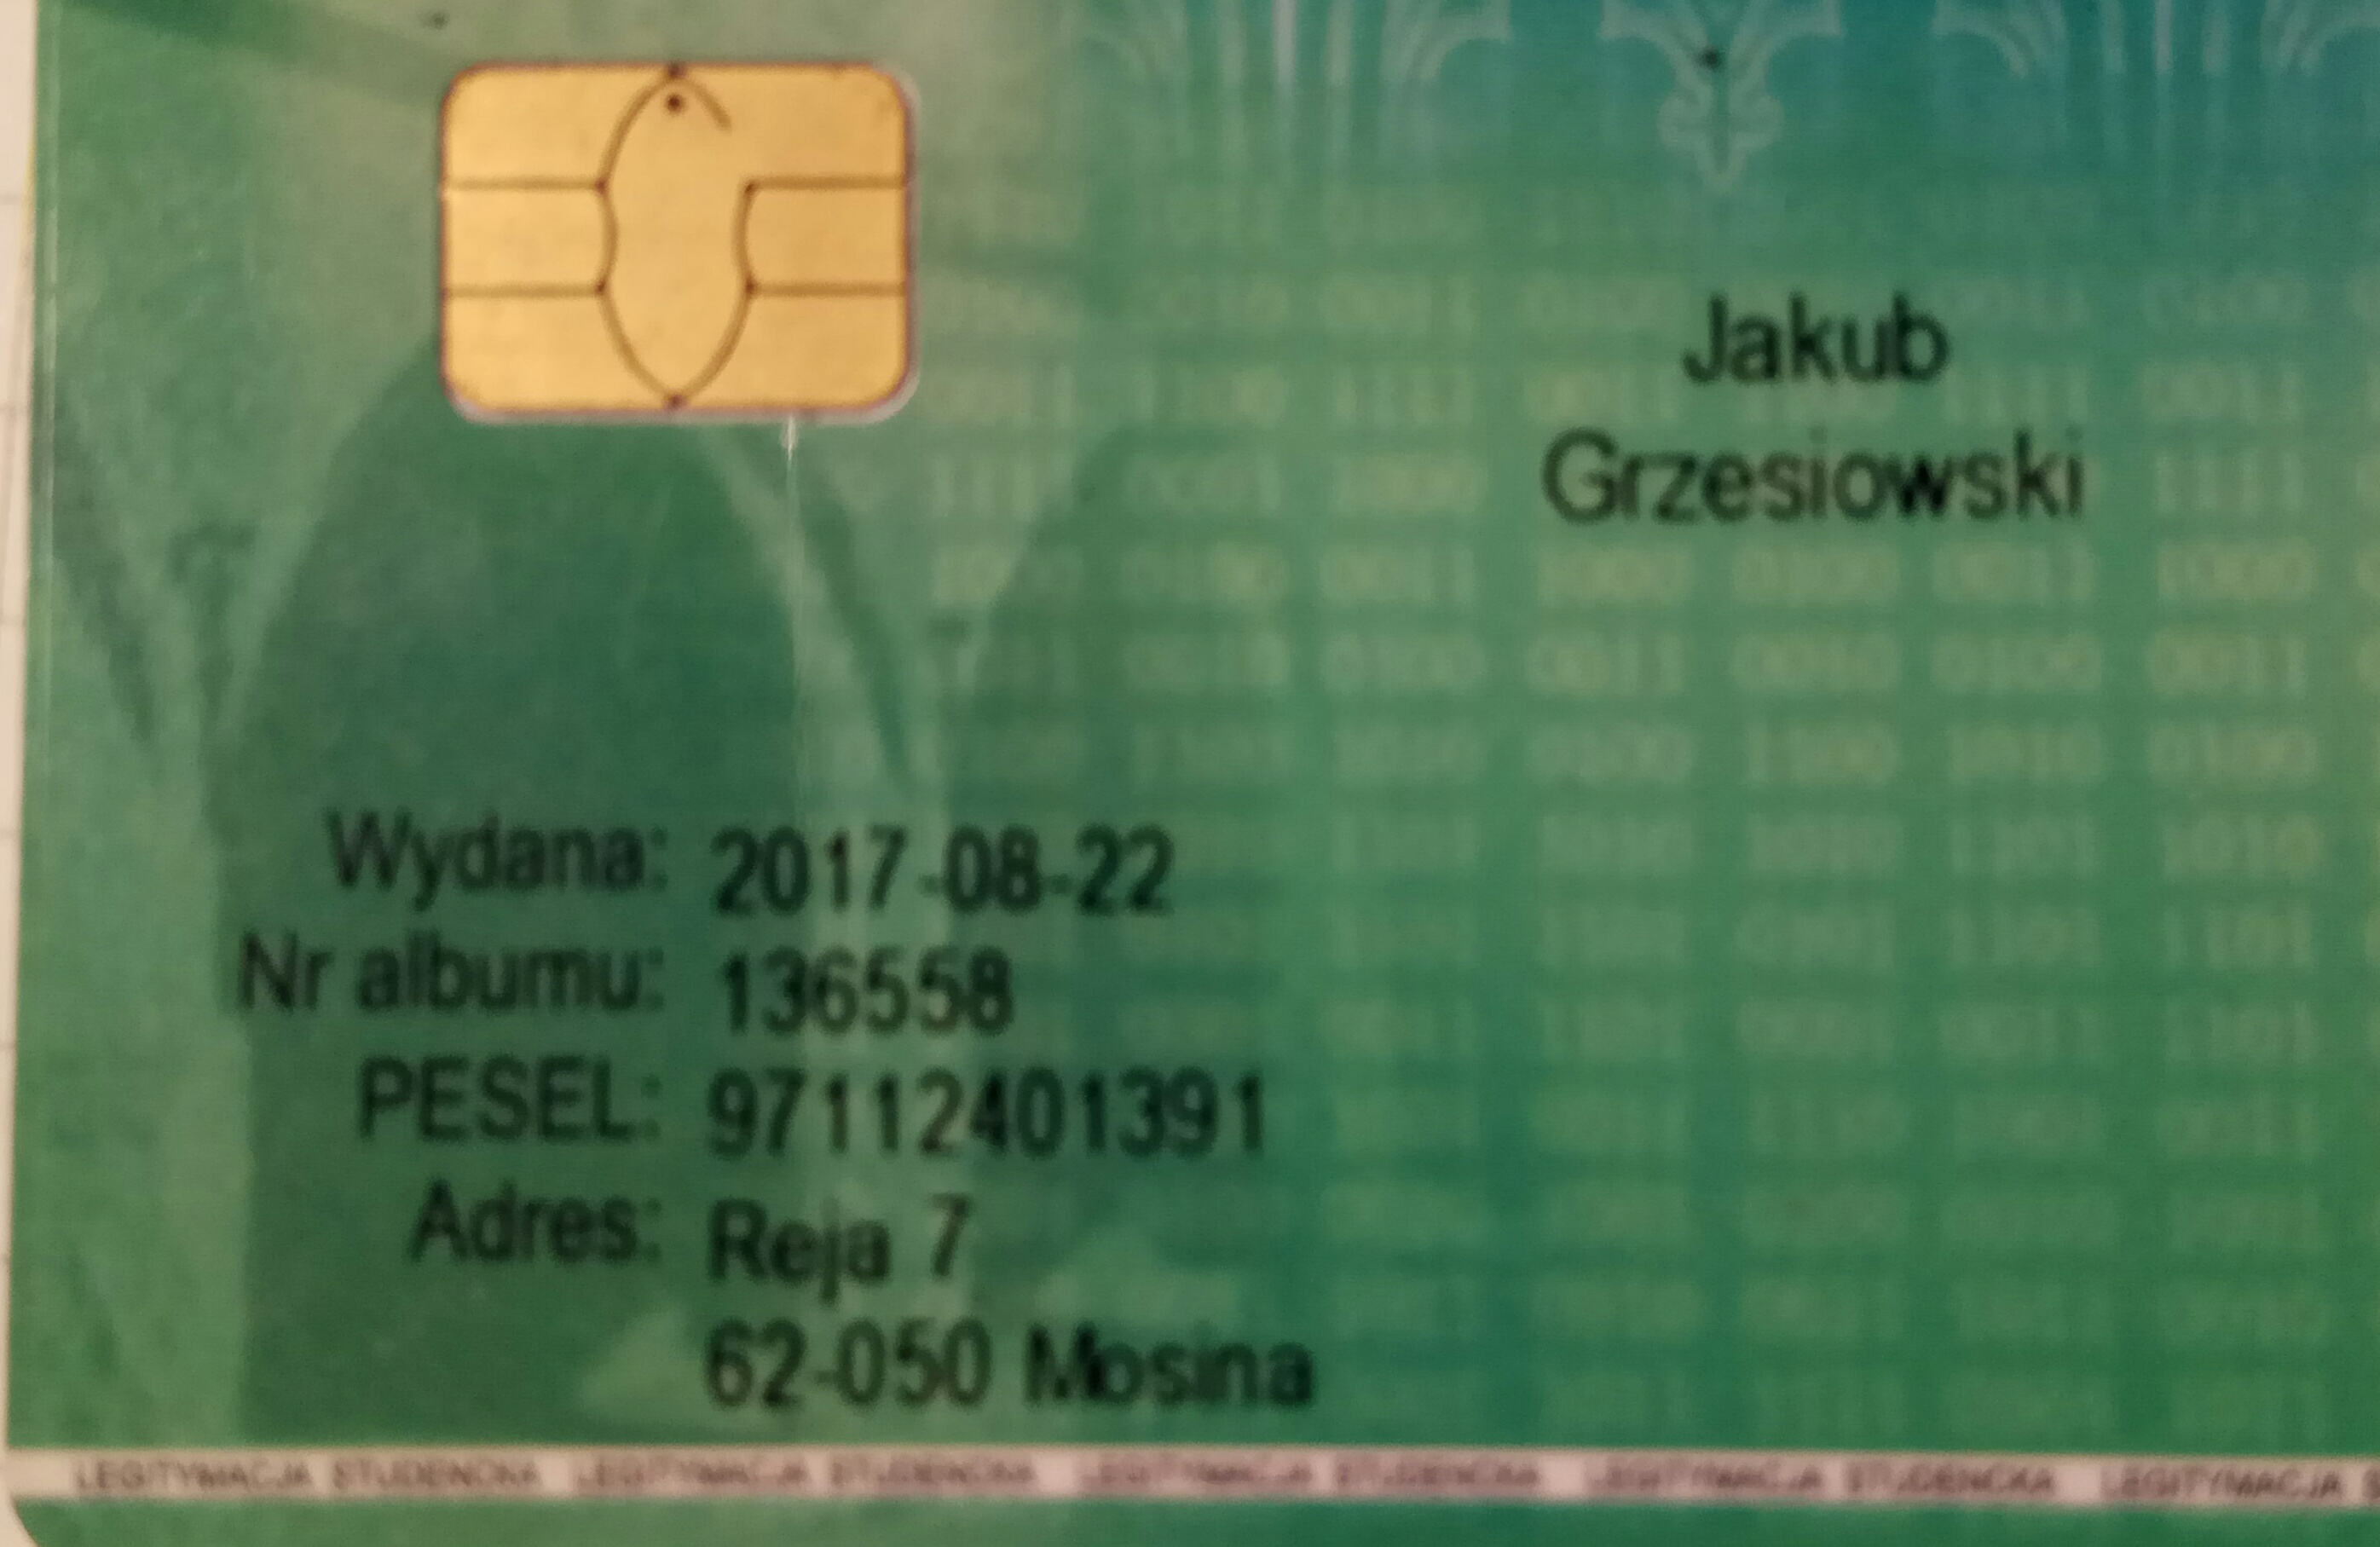 Jakub
Grzesiowski
Wydana: 2017-08-22
Nr albumu: 136558
PESEL: 97112401391
Adres: Reja 7
62-050 Mosina
LEGITYMACJA STUDENCKA LEGITYMACJA STUDENCKA LEGITYMACJA STUDENCKA LEGITYMACJA STUDENCKA LEGITYMACJA